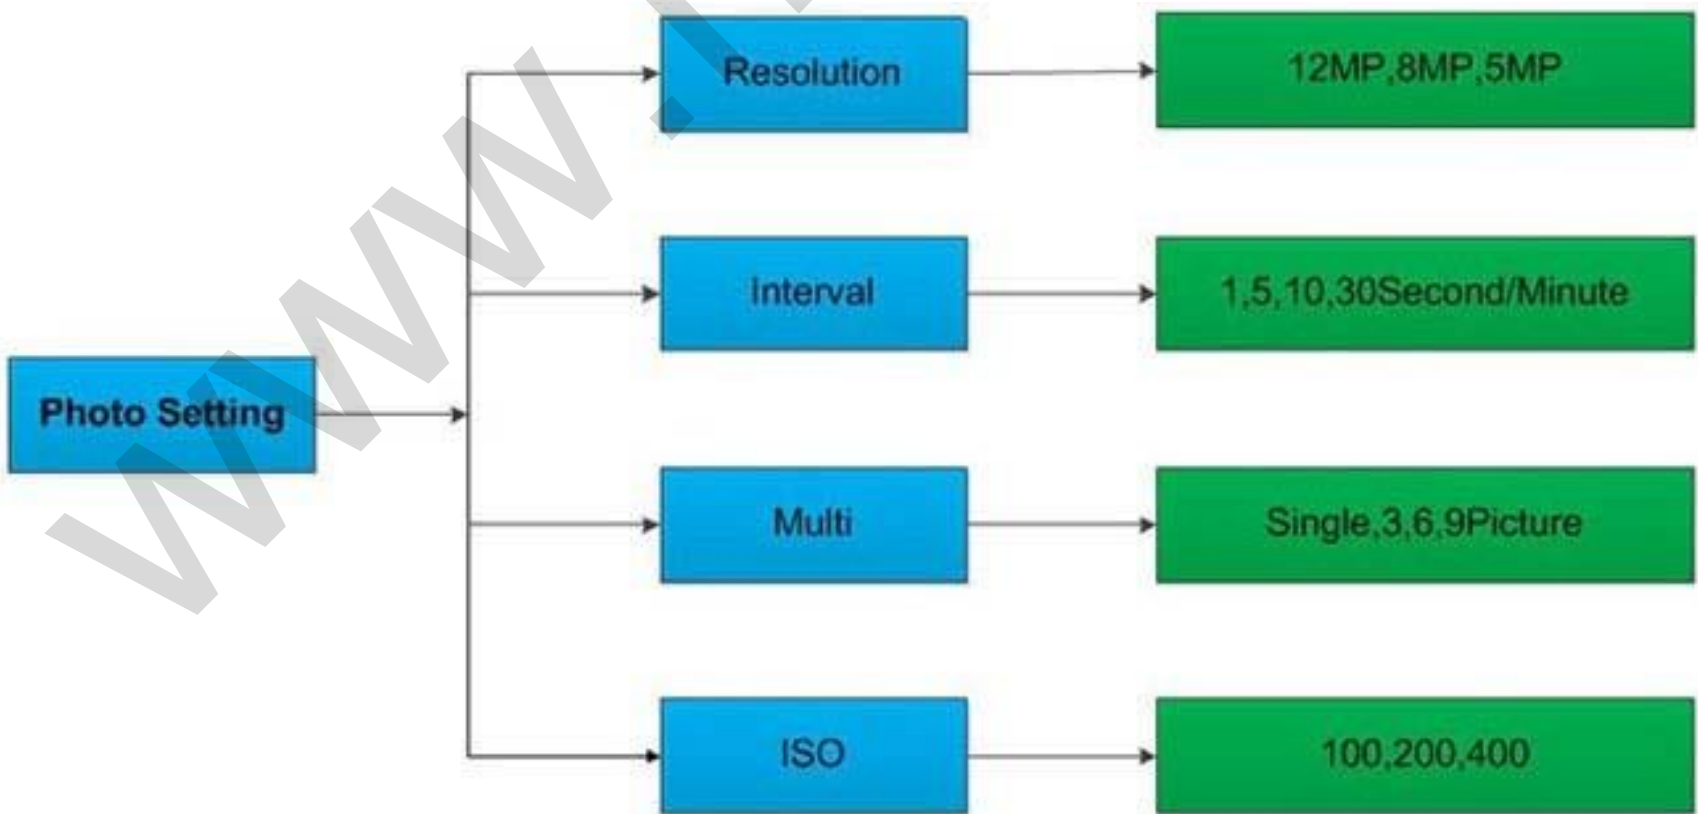 Resolution
12MP,8MP,5MP
Interval
1,5,10,30Second/Minute
Photo Setting
Multi
Single,3,6,9Picture
ISO
100,200,400
www.